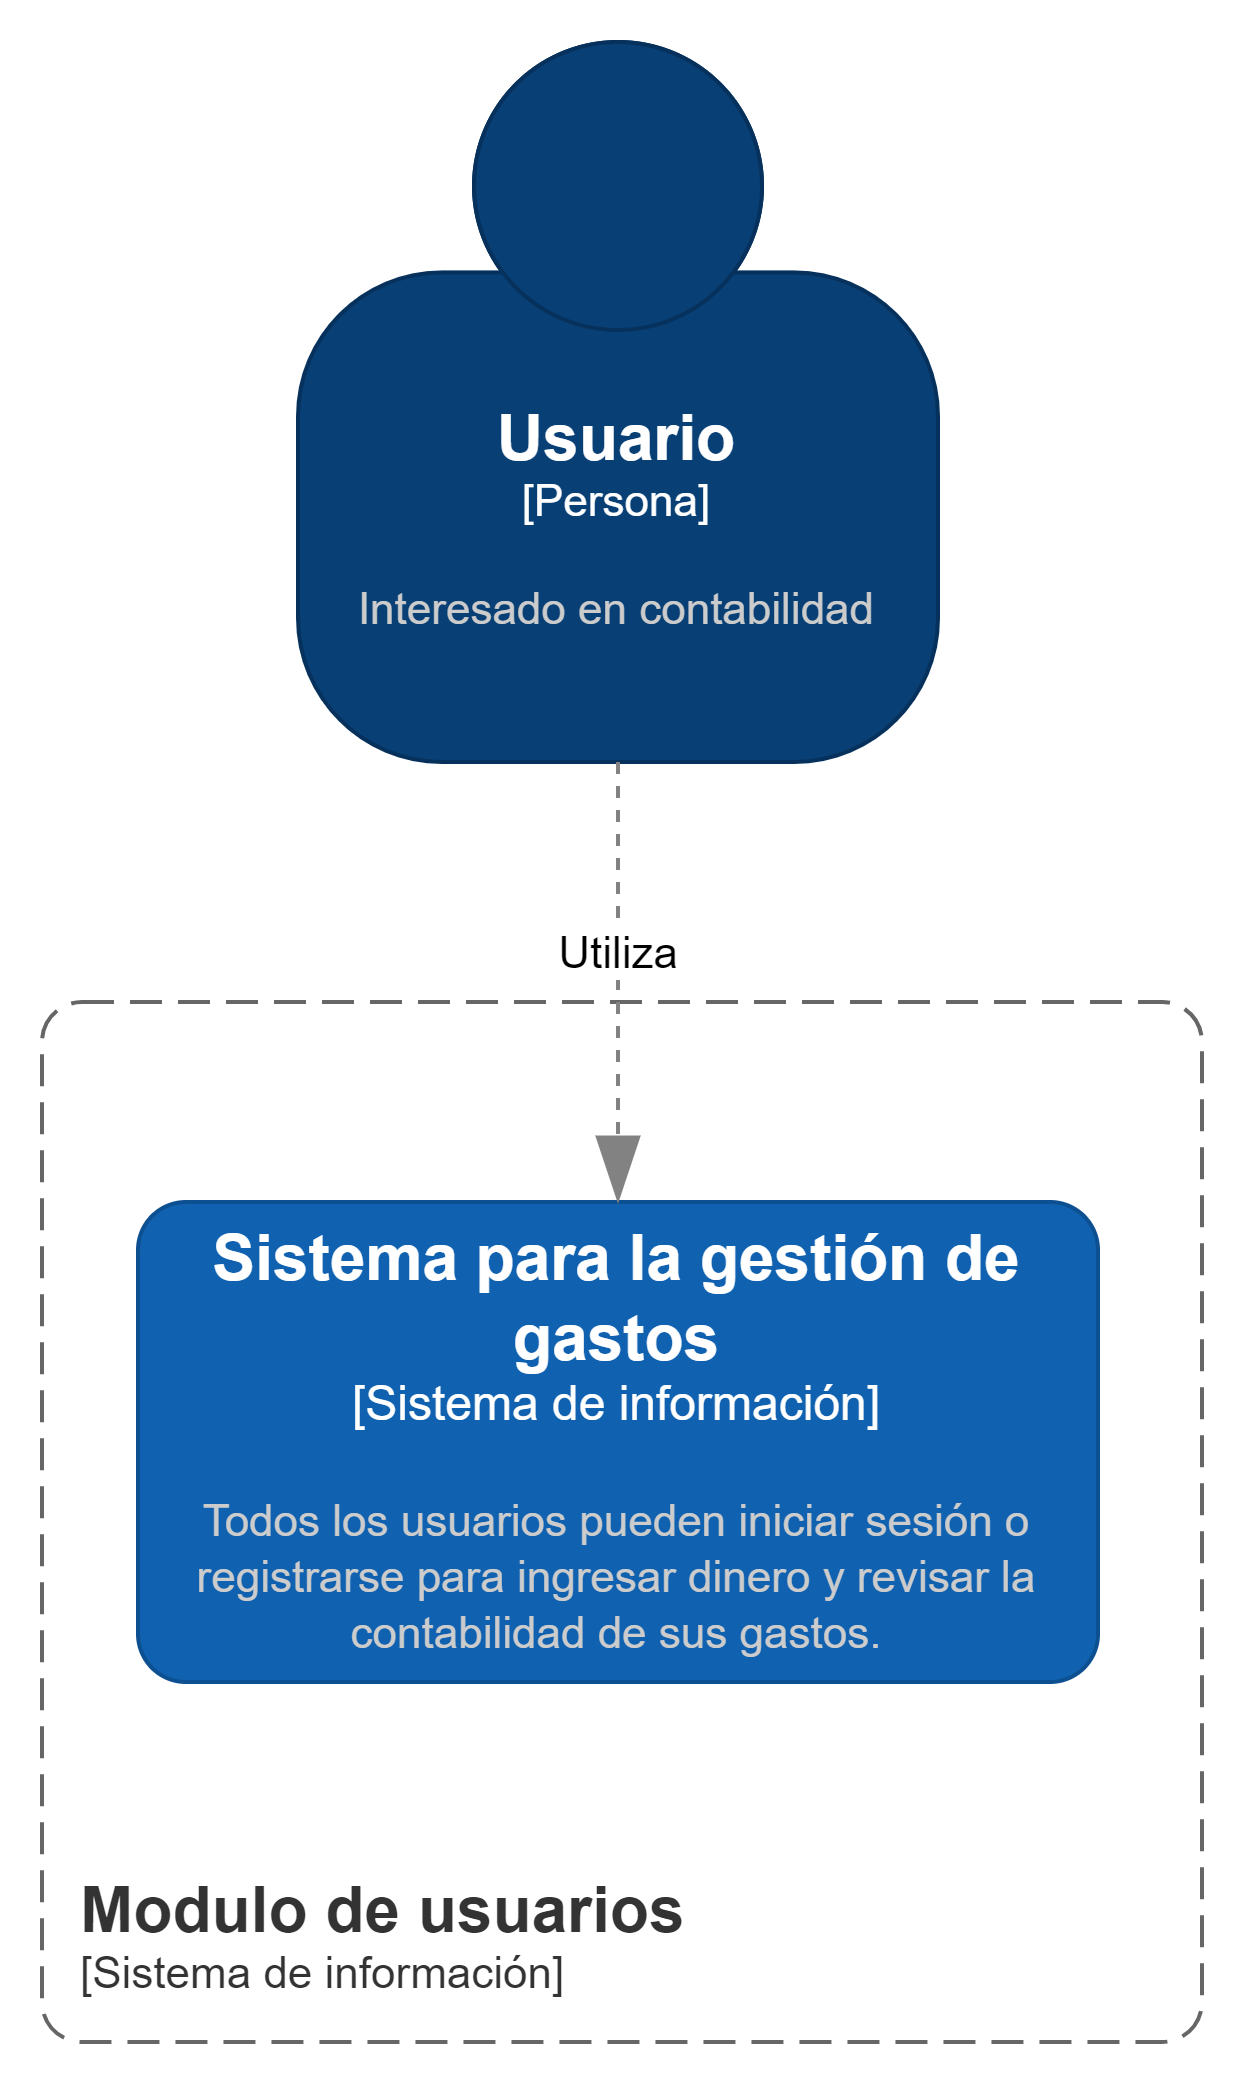 Usuario
[Persona]
Interesado en contabilidad
Utiliza
Sistema para la gestión de
gastos
[Sistema de información]
Todos los usuarios pueden iniciar sesión o
registrarse para ingresar dinero y revisar la
contabilidad de sus gastos.
Modulo de usuarios
[Sistema de información]